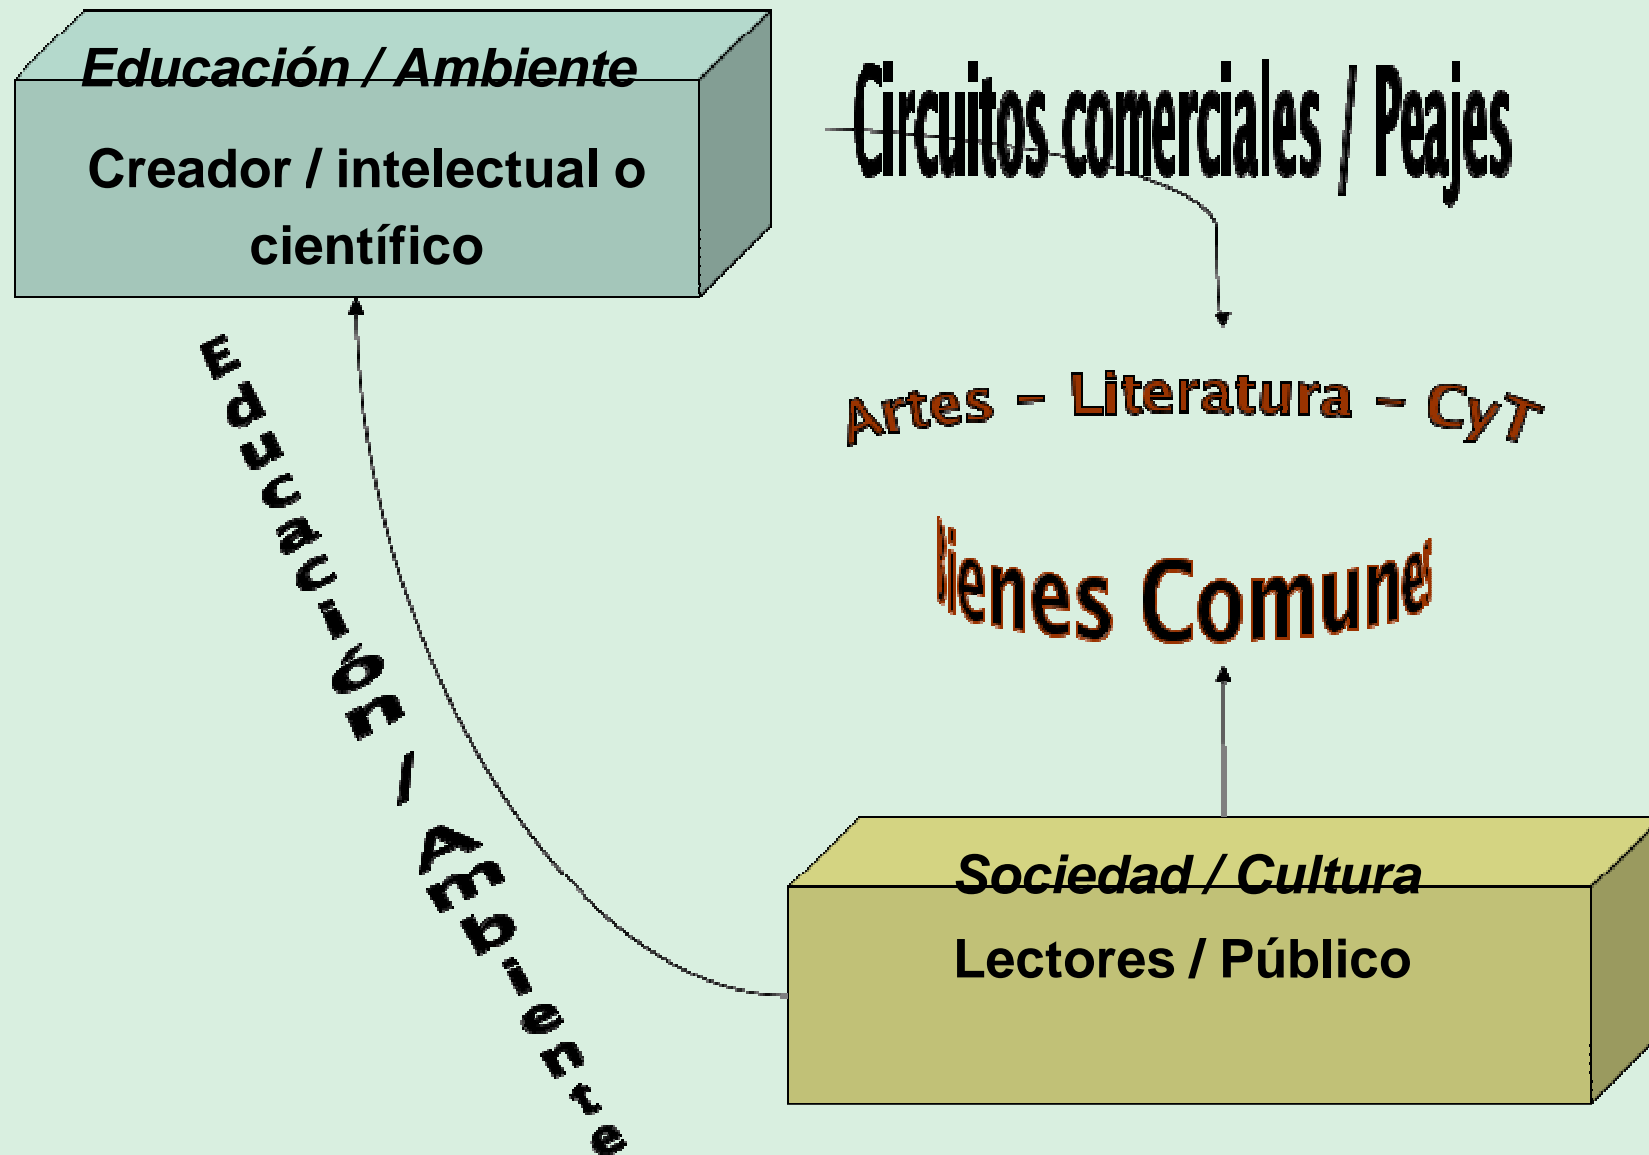 Educación / Ambiente
Creador / intelectual o
científico
Circuitos comerciales / Peajes
Artes - Literatura - CyT
Bienes Comunes
Educación / Ambiente
Sociedad / Cultura
Lectores / Público